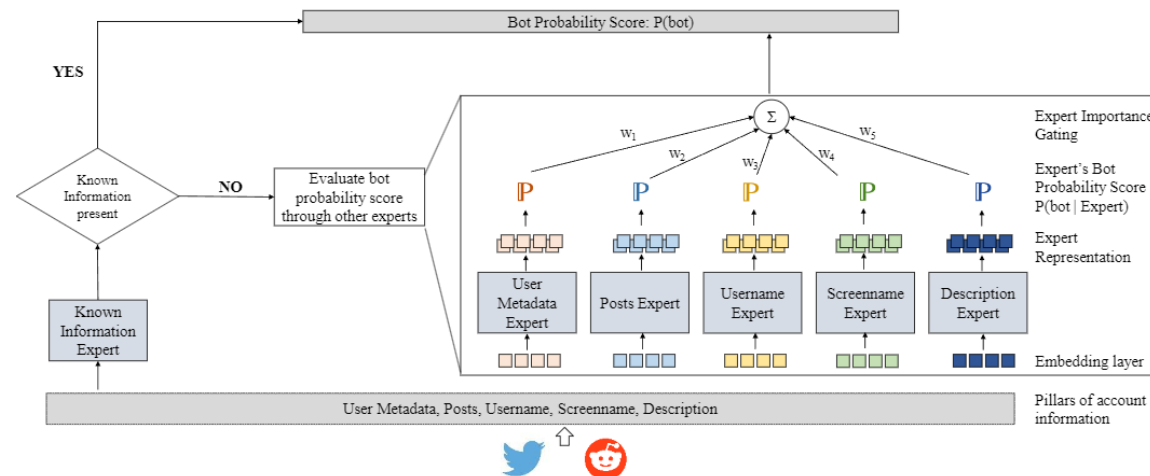 Bot Probability Score: P(bot)
YES
Σ
Expert Importance
Gating
w1
w2
w3
w4
w5
Known
Information
present
NO
Evaluate bot
probability score
through other experts
ℙ
ℙ
ℙ
ℙ
ℙ
Expert's Bot
Probability Score
P(bot | Expert)
Expert
Representation
Known
Information
Expert
User
Metadata
Expert
Posts Expert
Username
Expert
Screenname
Expert
Description
Expert
Embedding layer
User Metadata, Posts, Username, Screenname, Description
Pillars of account
information